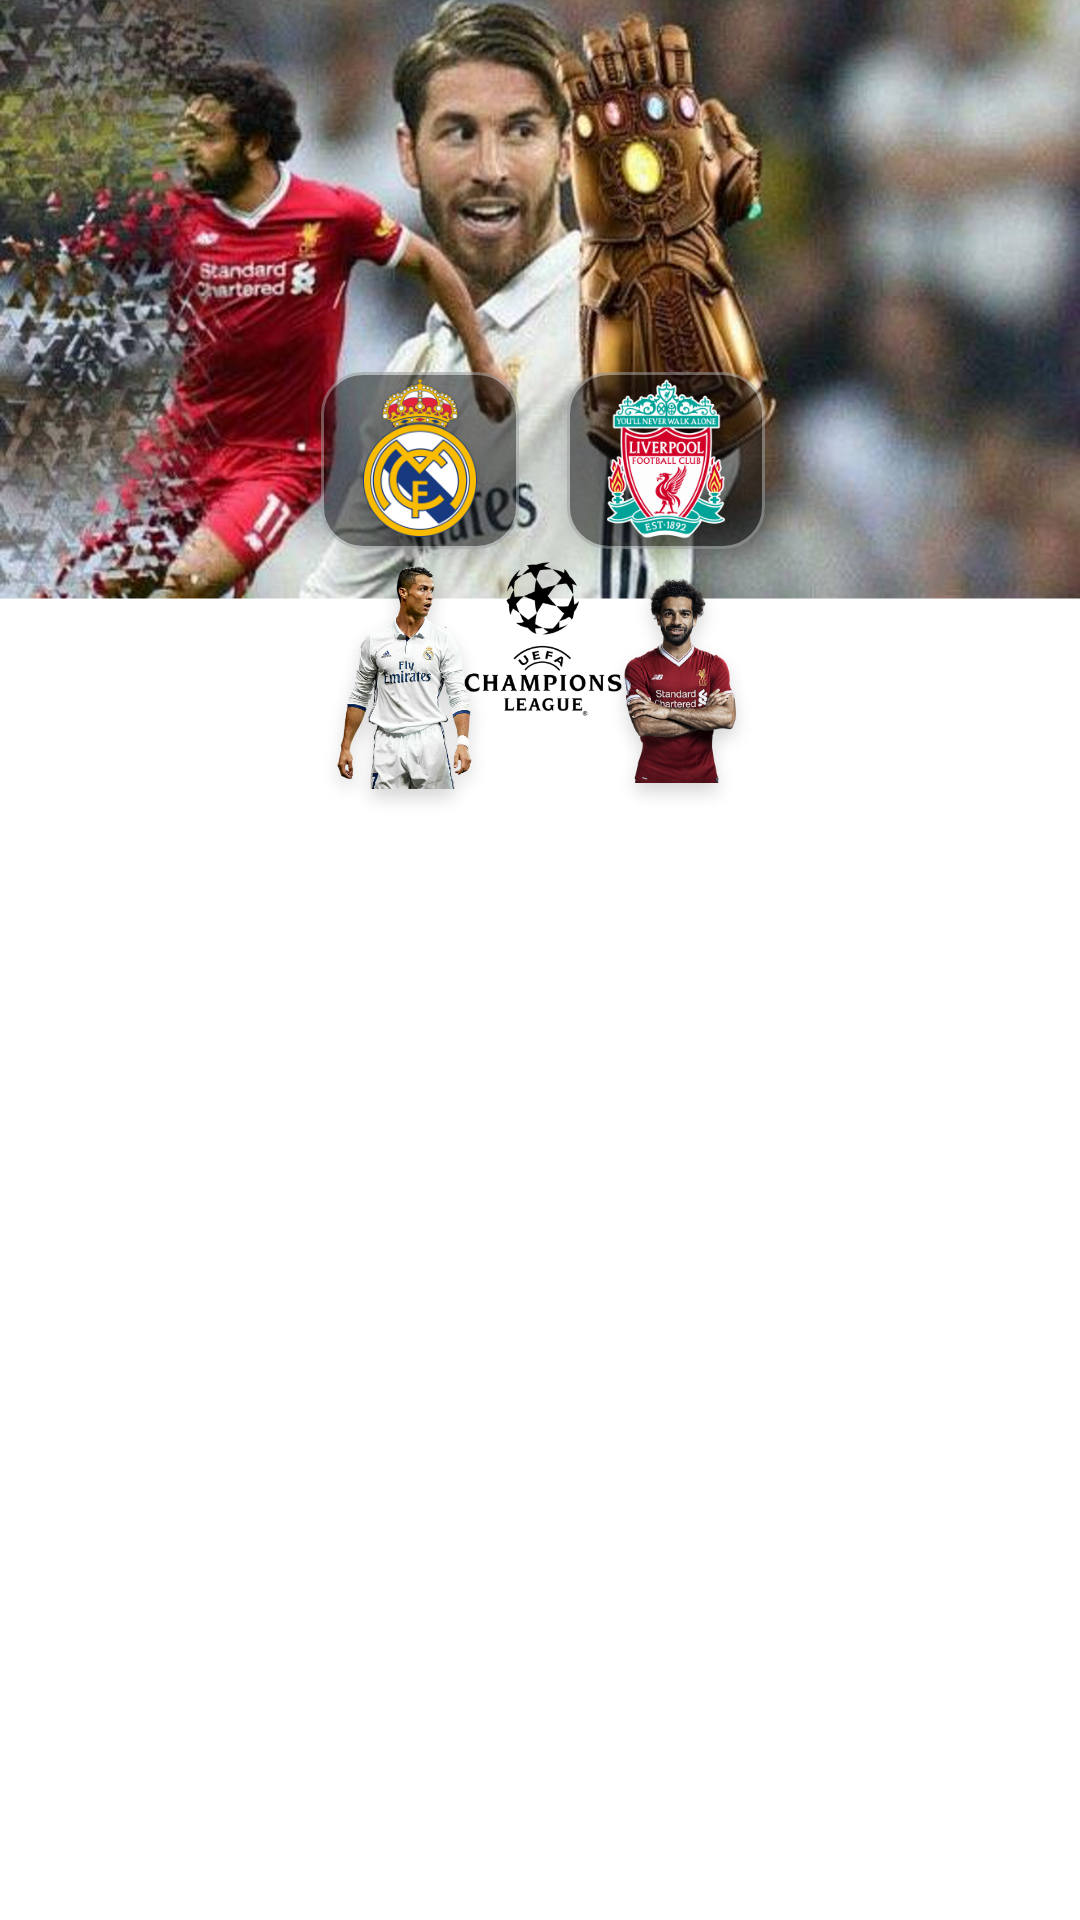 Standard
Chartered
11
YOU'LL NEVER WALK ALONE
LIVERPOOL
FOOTBALL CLUB
EST·1892
Fly
Emirates
7
UEFA
CHAMPIONS
LEAGUE
®
Standard
Chartered